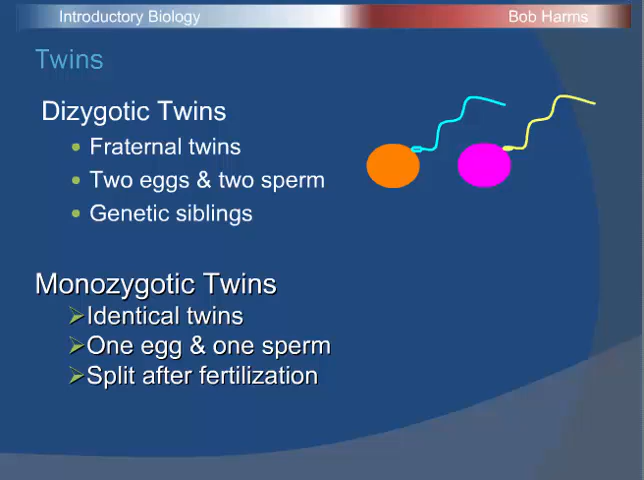 Introductory Biology
Bob Harms
Twins
Dizygotic Twins
Fraternal twins
Two eggs & two sperm
Genetic siblings
Monozygotic Twins
Identical twins
One egg & one sperm
Split after fertilization